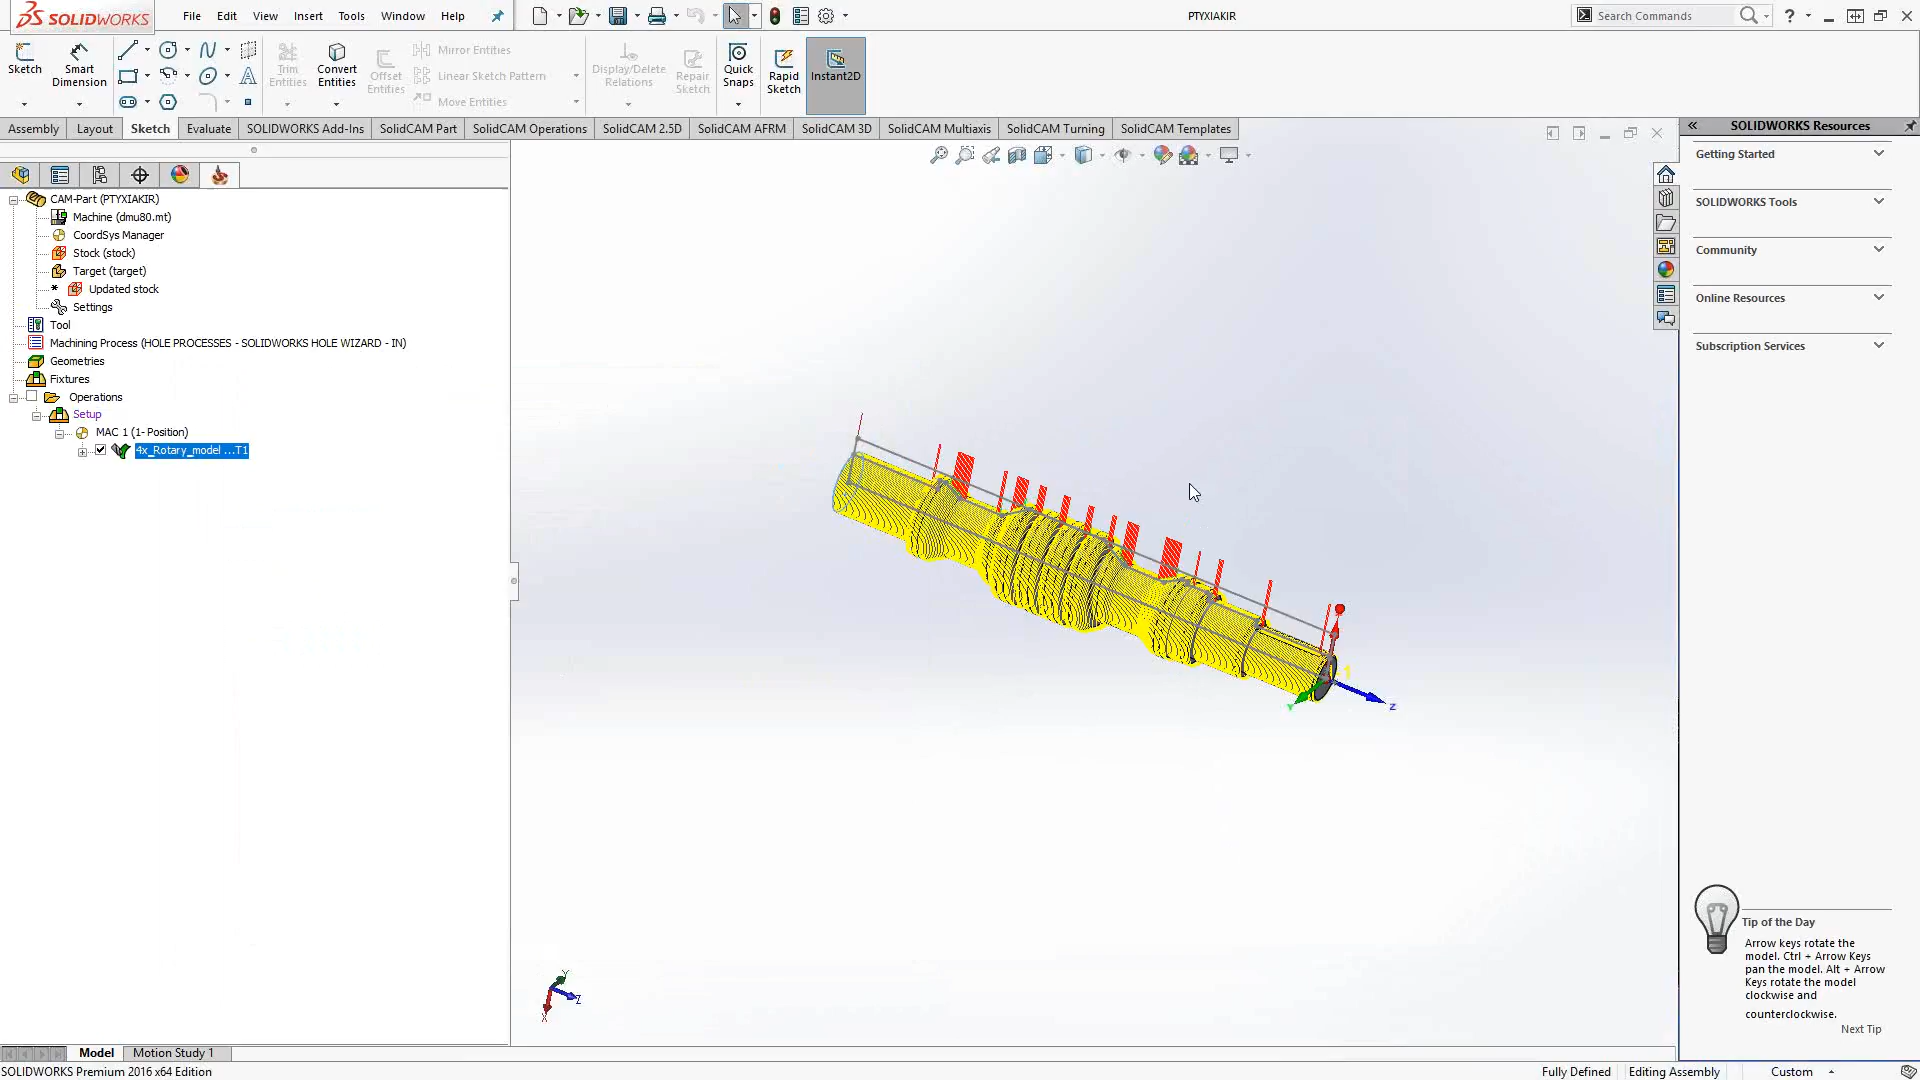 SOLIDWORKS
File Edit View Insert Tools Window Help
PTYXIAKIR
Search Commands
Sketch
Smart Dimension
Trim Entities
Convert Entities
Offset Entities
Mirror Entities
Linear Sketch Pattern
Move Entities
Display/Delete Relations
Repair Sketch
Quick Snaps
Rapid Sketch
Instant2D
Assembly Layout Sketch Evaluate SOLIDWORKS Add-Ins SolidCAM Part SolidCAM Operations SolidCAM 2.5D SolidCAM AFRM SolidCAM 3D SolidCAM Multiaxis SolidCAM Turning SolidCAM Templates
CAM-Part (PTYXIAKIR)
Machine (dmu80.mt)
CoordSys Manager
Stock (stock)
Target (target)
* Updated stock
Settings
Tool
Machining Process (HOLE PROCESSES - SOLIDWORKS HOLE WIZARD - IN)
Geometries
Fixtures
Operations
Setup
MAC 1 (1- Position)
4x_Rotary_model ...T1
1
Y
Z
Y
Z
X
SOLIDWORKS Resources
Getting Started
SOLIDWORKS Tools
Community
Online Resources
Subscription Services
Tip of the Day
Arrow keys rotate the
model. Ctrl + Arrow Keys
pan the model. Alt + Arrow
Keys rotate the model
clockwise and
counterclockwise.
Next Tip
Model Motion Study 1
SOLIDWORKS Premium 2016 x64 Edition
Fully Defined Editing Assembly Custom